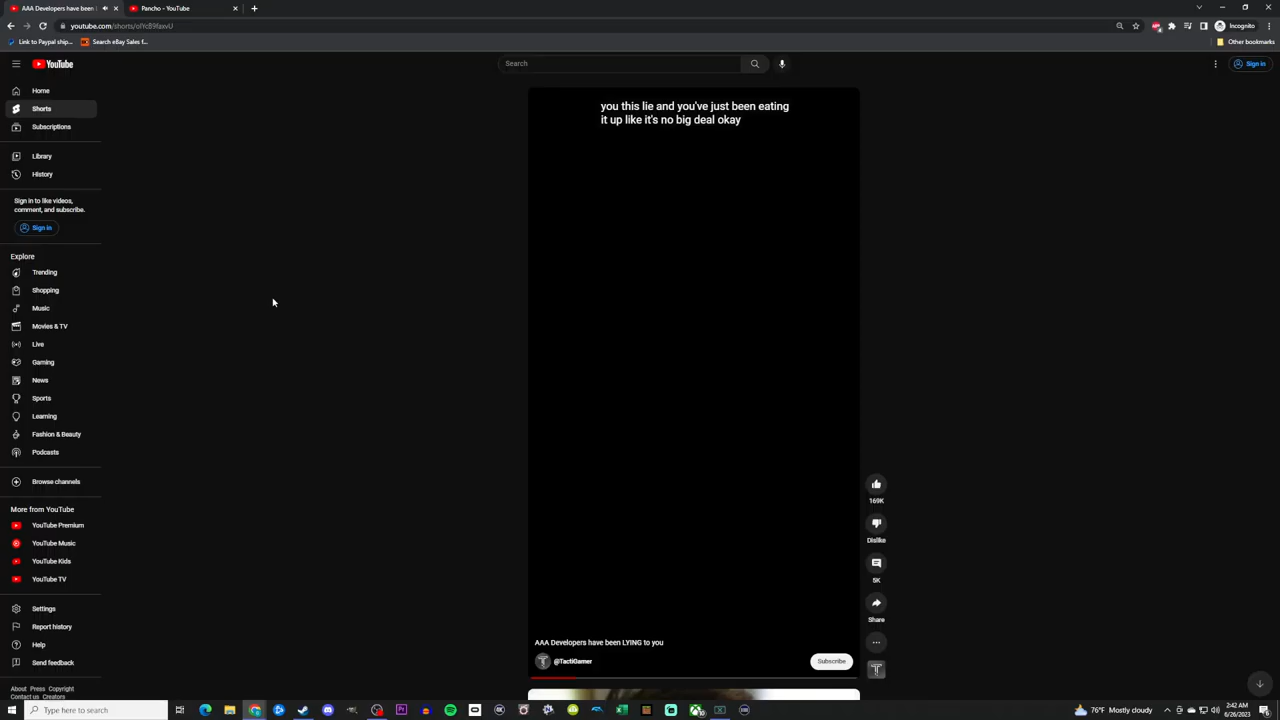 AAA Developers have been
Pancho - YouTube
youtube.com/shorts/oIYcB9faxvU
Incognito
Link to Paypal ship...
Search eBay Sales f...
Other bookmarks
YouTube
Search
Sign in
Home
Shorts
Subscriptions
Library
History
Sign in to like videos,
comment, and subscribe.
Sign in
Explore
Trending
Shopping
Music
Movies & TV
Live
Gaming
News
Sports
Learning
Fashion & Beauty
Podcasts
Browse channels
More from YouTube
YouTube Premium
YouTube Music
YouTube Kids
YouTube TV
Settings
Report history
Help
Send feedback
About Press Copyright
Contact us Creators
you this lie and you've just been eating
it up like it's no big deal okay
169K
Dislike
5K
Share
AAA Developers have been LYING to you
@TactiGamer
Subscribe
Type here to search
76°F Mostly cloudy
2:42 AM
6/26/2023